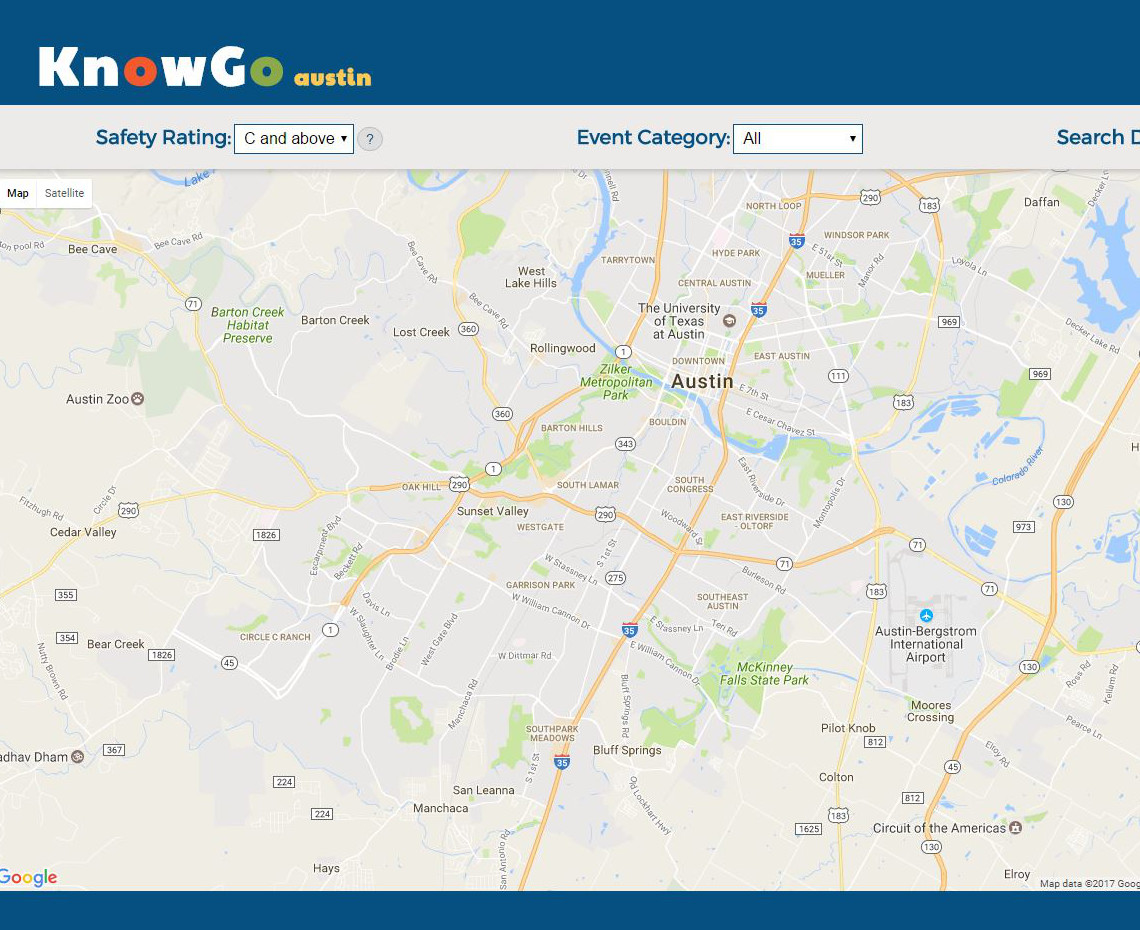 KnowGo austin
Safety Rating: C and above ? Event Category: All Search D
Map Satellite
Lake
290
183
Decker Ln
Daffan
NORTH LOOP
WINDSOR PARK
35
Bee Cave
Bee Cave Rd
Bee Cave Rd
TARRYTOWN
HYDE PARK
E 51st St
Manor Rd
Loyola Ln
West
Lake Hills
MUELLER
CENTRAL AUSTIN
71
Barton Creek
Habitat
Preserve
Barton Creek
Lost Creek
360
Bee Cave Rd
The University
of Texas
at Austin
35
969
Decker Lake Rd
Rollingwood
1
DOWNTOWN
EAST AUSTIN
Zilker
Metropolitan
Park
Austin
111
969
E 7th St
Austin Zoo
183
360
E Cesar Chavez St
BARTON HILLS
BOULDIN
343
1
Colorado River
OAK HILL
290
SOUTH LAMAR
SOUTH
CONGRESS
East Riverside Dr
Montopolis Dr
130
Fitzhugh Rd
Circle Dr
290
Sunset Valley
290
Woodward St
EAST RIVERSIDE
- OLTORF
973
Cedar Valley
1826
Escarpment Blvd
Beckett Rd
WESTGATE
S 1st St
71
W Stassney Ln
275
71
Burleson Rd
GARRISON PARK
355
Davis Ln
W William Cannon Dr
SOUTHEAST
AUSTIN
183
71
354
Bear Creek
1826
CIRCLE C RANCH
1
W Slaughter Ln
Brodie Ln
West Gate Blvd
35
E Stassney Ln
Teri Rd
Austin-Bergstrom
International
Airport
Nutty Brown Rd
45
W Dittmar Rd
E William Cannon Dr
McKinney
Falls State Park
130
Ross Rd
Kellam Rd
Manchaca Rd
Bluff Springs Rd
Moores
Crossing
Pearce Ln
Pilot Knob
812
SOUTHPARK
MEADOWS
Bluff Springs
Elroy Rd
adhav Dham
367
35
S 1st St
45
224
Colton
San Leanna
Manchaca
Old Lockhart Hwy
812
224
183
1625
Circuit of the Americas
130
San Antonio Rd
Hays
Elroy
Google
Map data ©2017 Goog